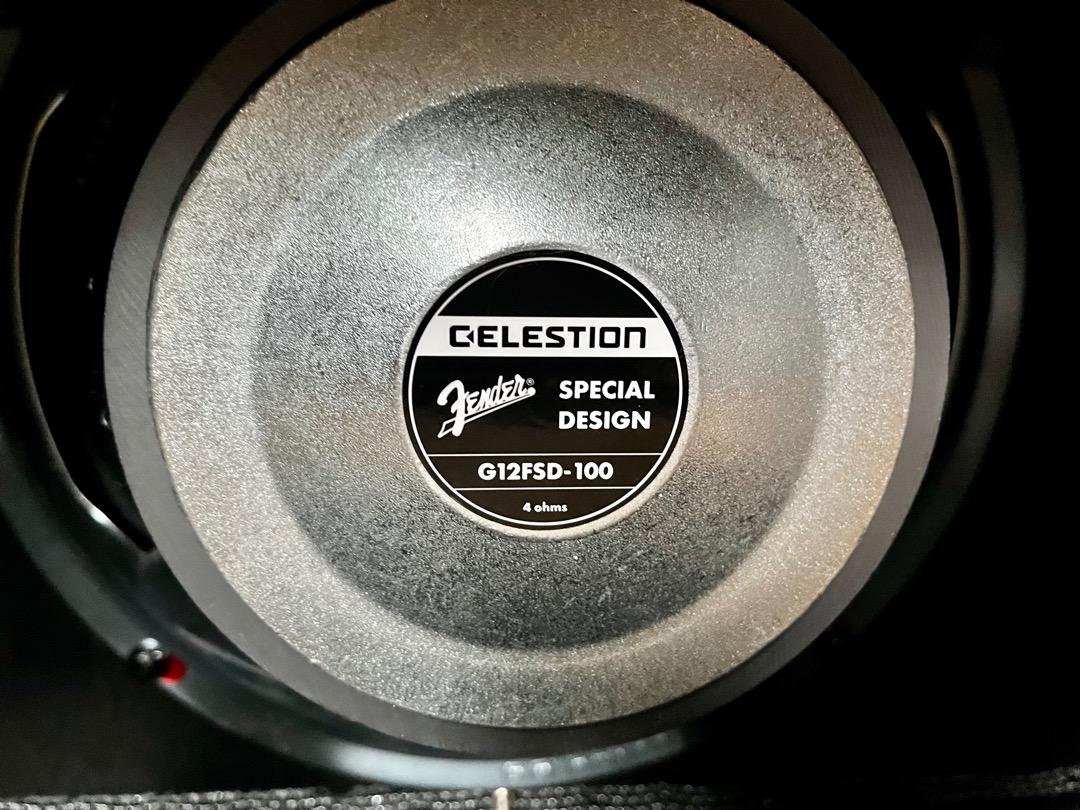 CELESTION
Fender®
SPECIAL
DESIGN
G12FSD-100
4 ohms